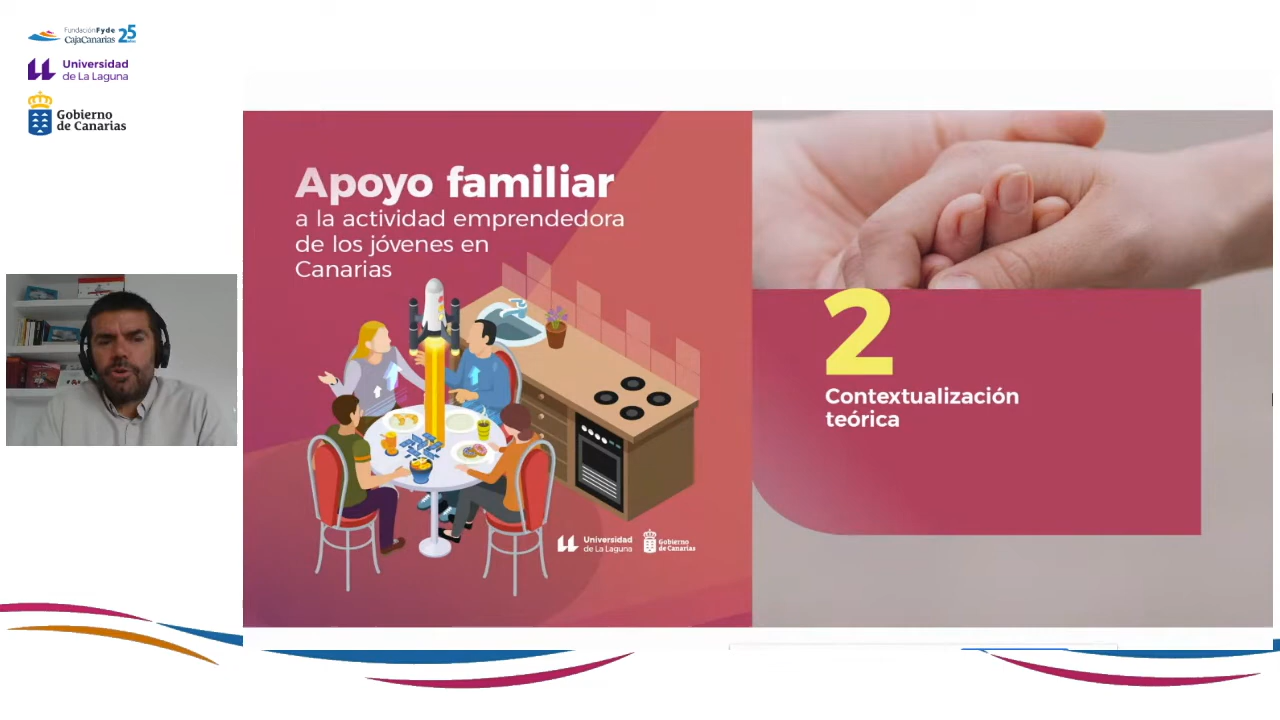 Fundación Fyde
CajaCanarias
25
años
Universidad
de La Laguna
Gobierno
de Canarias
Apoyo familiar
a la actividad emprendedora
de los jóvenes en
Canarias
Universidad
de La Laguna
Gobierno
de Canarias
2
Contextualización
teórica